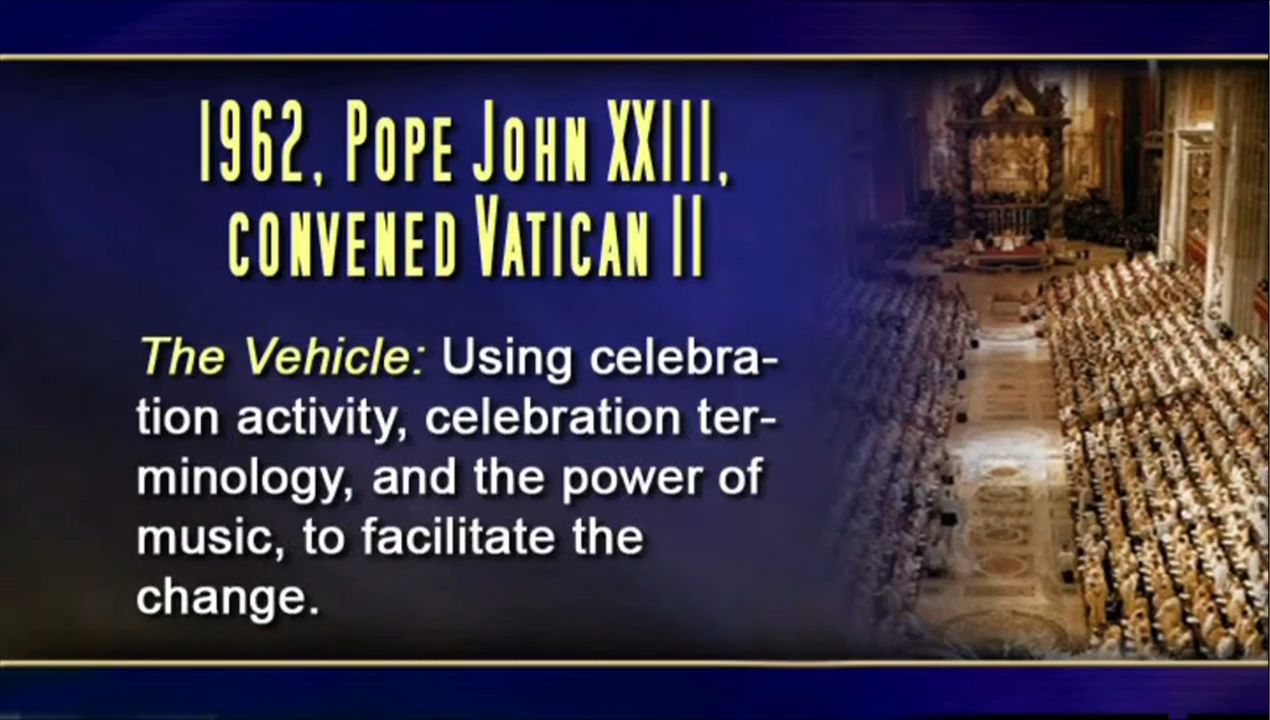 1962, Pope John XXIII,
convened Vatican II
The Vehicle: Using celebra-
tion activity, celebration ter-
minology, and the power of
music, to facilitate the
change.